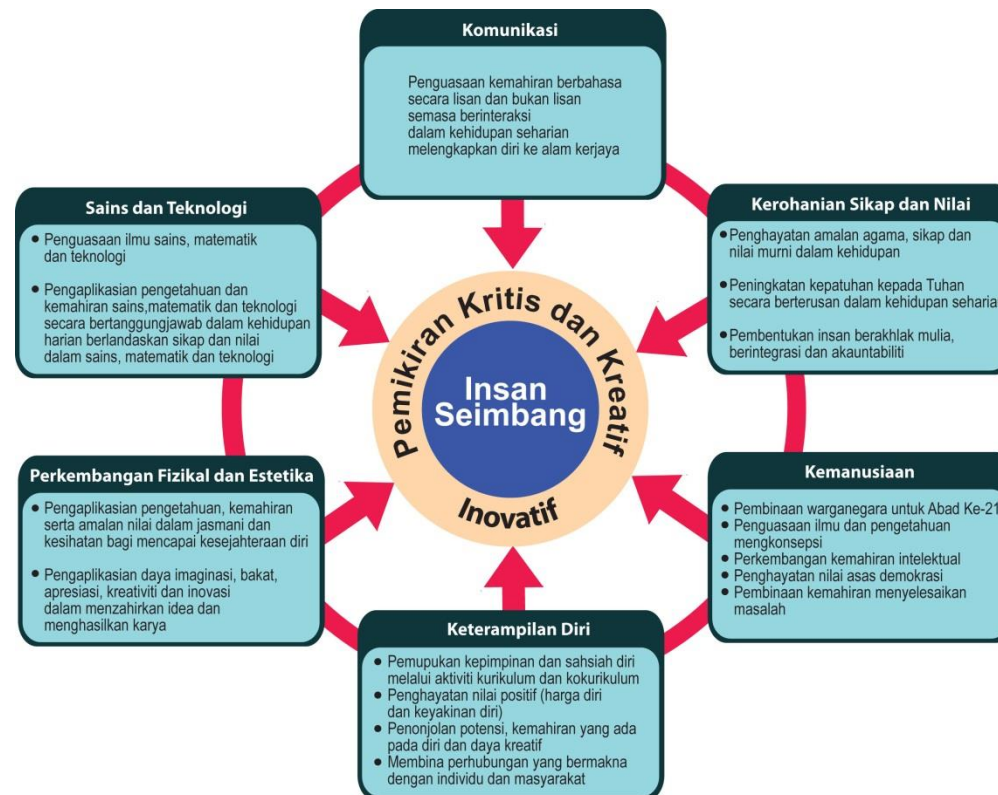 Komunikasi
Penguasaan kemahiran berbahasa
secara lisan dan bukan lisan
semasa berinteraksi
dalam kehidupan seharian
melengkapkan diri ke alam kerjaya
Sains dan Teknologi
• Penguasaan ilmu sains, matematik
dan teknologi
• Pengaplikasian pengetahuan dan
kemahiran sains,matematik dan teknologi
secara bertanggungjawab dalam kehidupan
harian berlandaskan sikap dan nilai
dalam sains, matematik dan teknologi
Kerohanian Sikap dan Nilai
• Penghayatan amalan agama, sikap dan
nilai murni dalam kehidupan
• Peningkatan kepatuhan kepada Tuhan
secara berterusan dalam kehidupan seharia
• Pembentukan insan berakhlak mulia,
berintegrasi dan akauntabiliti
Pemikiran Kritis dan Kreatif
Insan
Seimbang
Inovatif
Perkembangan Fizikal dan Estetika
• Pengaplikasian pengetahuan, kemahiran
serta amalan nilai dalam jasmani dan
kesihatan bagi mencapai kesejahteraan diri
• Pengaplikasian daya imaginasi, bakat,
apresiasi, kreativiti dan inovasi
dalam menzahirkan idea dan
menghasilkan karya
Kemanusiaan
• Pembinaan warganegara untuk Abad Ke-21
• Penguasaan ilmu dan pengetahuan
mengkonsepsi
• Perkembangan kemahiran intelektual
• Penghayatan nilai asas demokrasi
• Pembinaan kemahiran menyelesaikan
masalah
Keterampilan Diri
• Pemupukan kepimpinan dan sahsiah diri
melalui aktiviti kurikulum dan kokurikulum
• Penghayatan nilai positif (harga diri
dan keyakinan diri)
• Penonjolan potensi, kemahiran yang ada
pada diri dan daya kreatif
• Membina perhubungan yang bermakna
dengan individu dan masyarakat